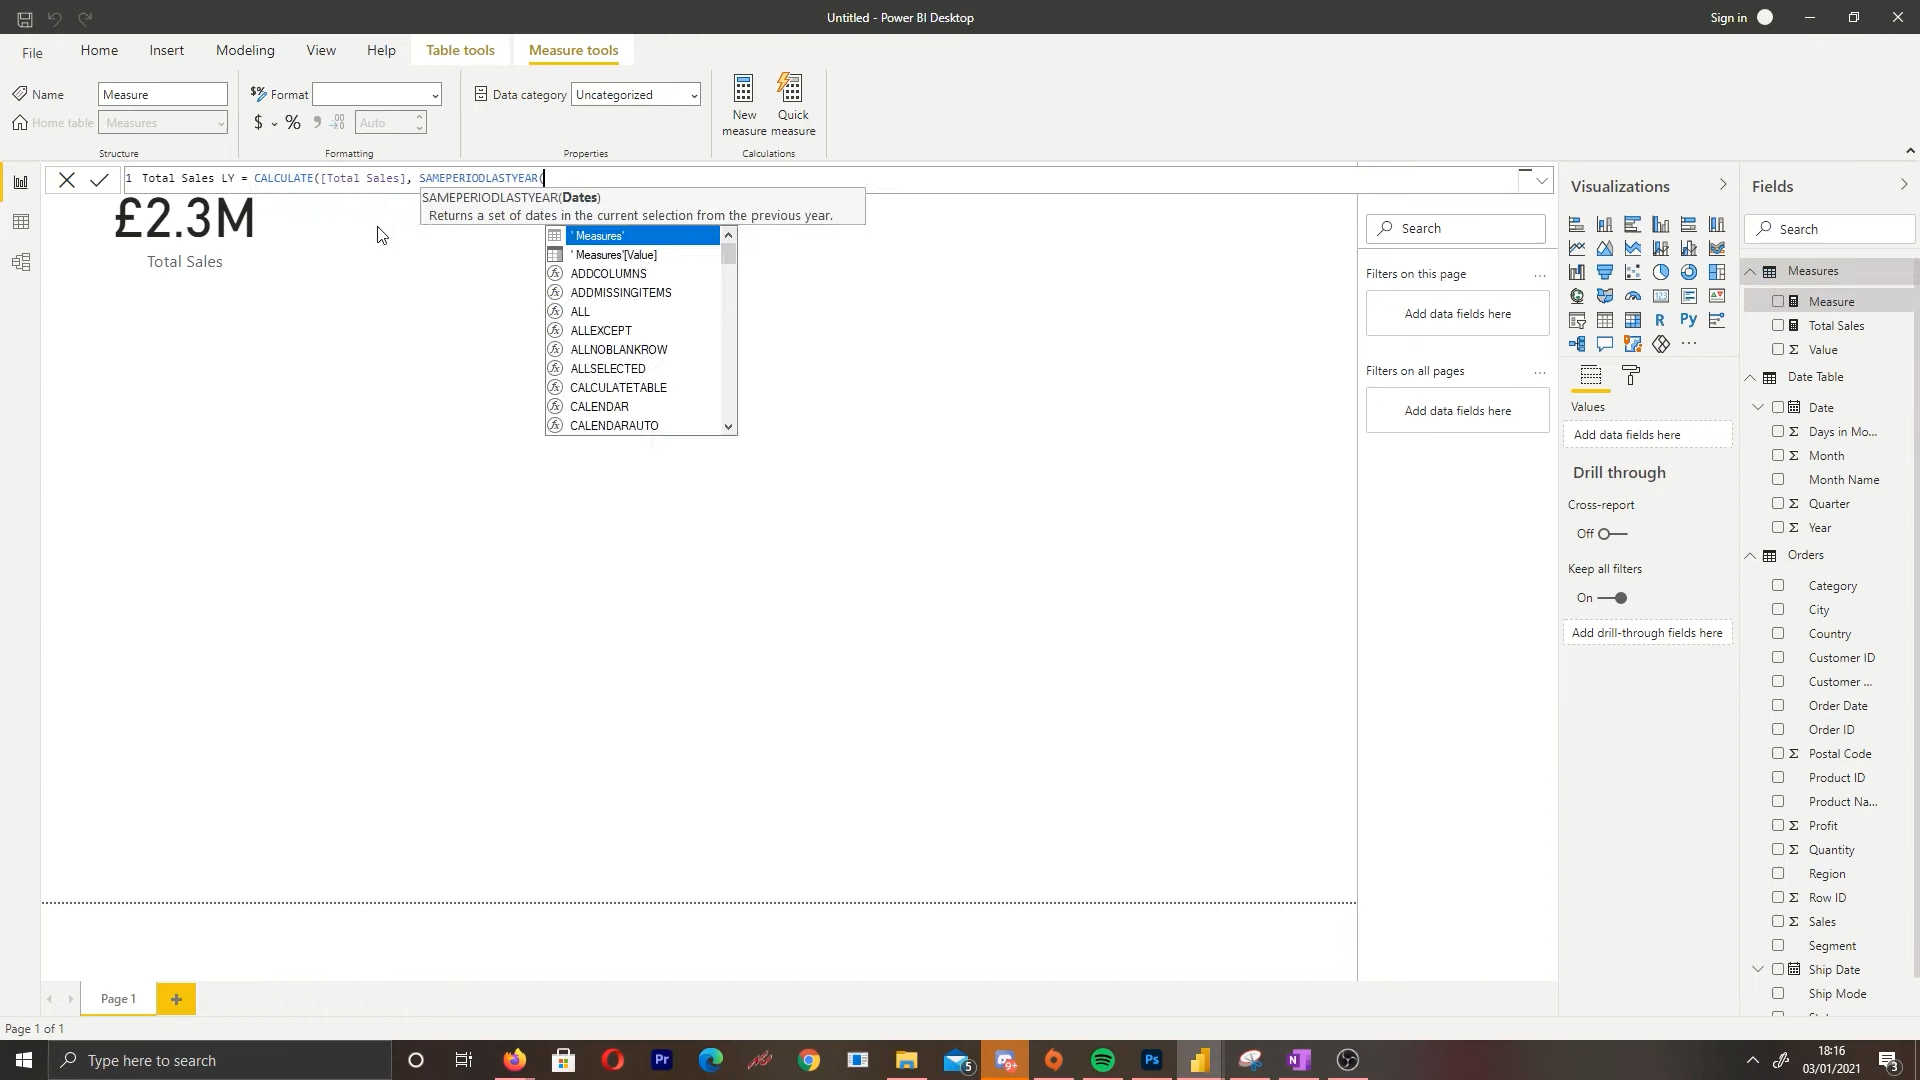 Untitled - Power BI Desktop
Sign in
File
Home
Insert
Modeling
View
Help
Table tools
Measure tools
Name
Measure
Home table
Measures
Structure
Format
$
%
Auto
Formatting
Data category
Uncategorized
Properties
New
measure
Quick
measure
Calculations
1 Total Sales LY = CALCULATE([Total Sales], SAMEPERIODLASTYEAR(
SAMEPERIODLASTYEAR(Dates)
Returns a set of dates in the current selection from the previous year.
' Measures'
' Measures'[Value]
ADDCOLUMNS
ADDMISSINGITEMS
ALL
ALLEXCEPT
ALLNOBLANKROW
ALLSELECTED
CALCULATETABLE
CALENDAR
CALENDARAUTO
£2.3M
Total Sales
Search
Filters on this page
Add data fields here
Filters on all pages
Add data fields here
Visualizations
R
Py
Values
Add data fields here
Drill through
Cross-report
Off
Keep all filters
On
Add drill-through fields here
Fields
Search
Measures
Measure
Total Sales
Value
Date Table
Date
Days in Mo...
Month
Month Name
Quarter
Year
Orders
Category
City
Country
Customer ID
Customer ...
Order Date
Order ID
Postal Code
Product ID
Product Na...
Profit
Quantity
Region
Row ID
Sales
Segment
Ship Date
Ship Mode
Page 1
Page 1 of 1
Type here to search
Pr
5
9+
Ps
N
18:16
03/01/2021
3